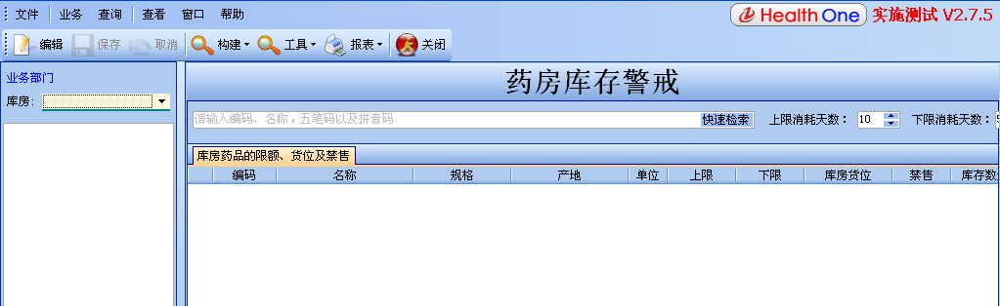 文件 业务 查询 查看 窗口 帮助 Health One 实施测试 V2.7.5
编辑 保存 取消 构建 工具 报表 关闭
业务部门
库房:
药房库存警戒
请输入编码、名称，五笔码以及拼音码 快速检索 上限消耗天数： 10 下限消耗天数：
库房药品的限额、货位及禁售
编码 名称 规格 产地 单位 上限 下限 库房货位 禁售 库存数